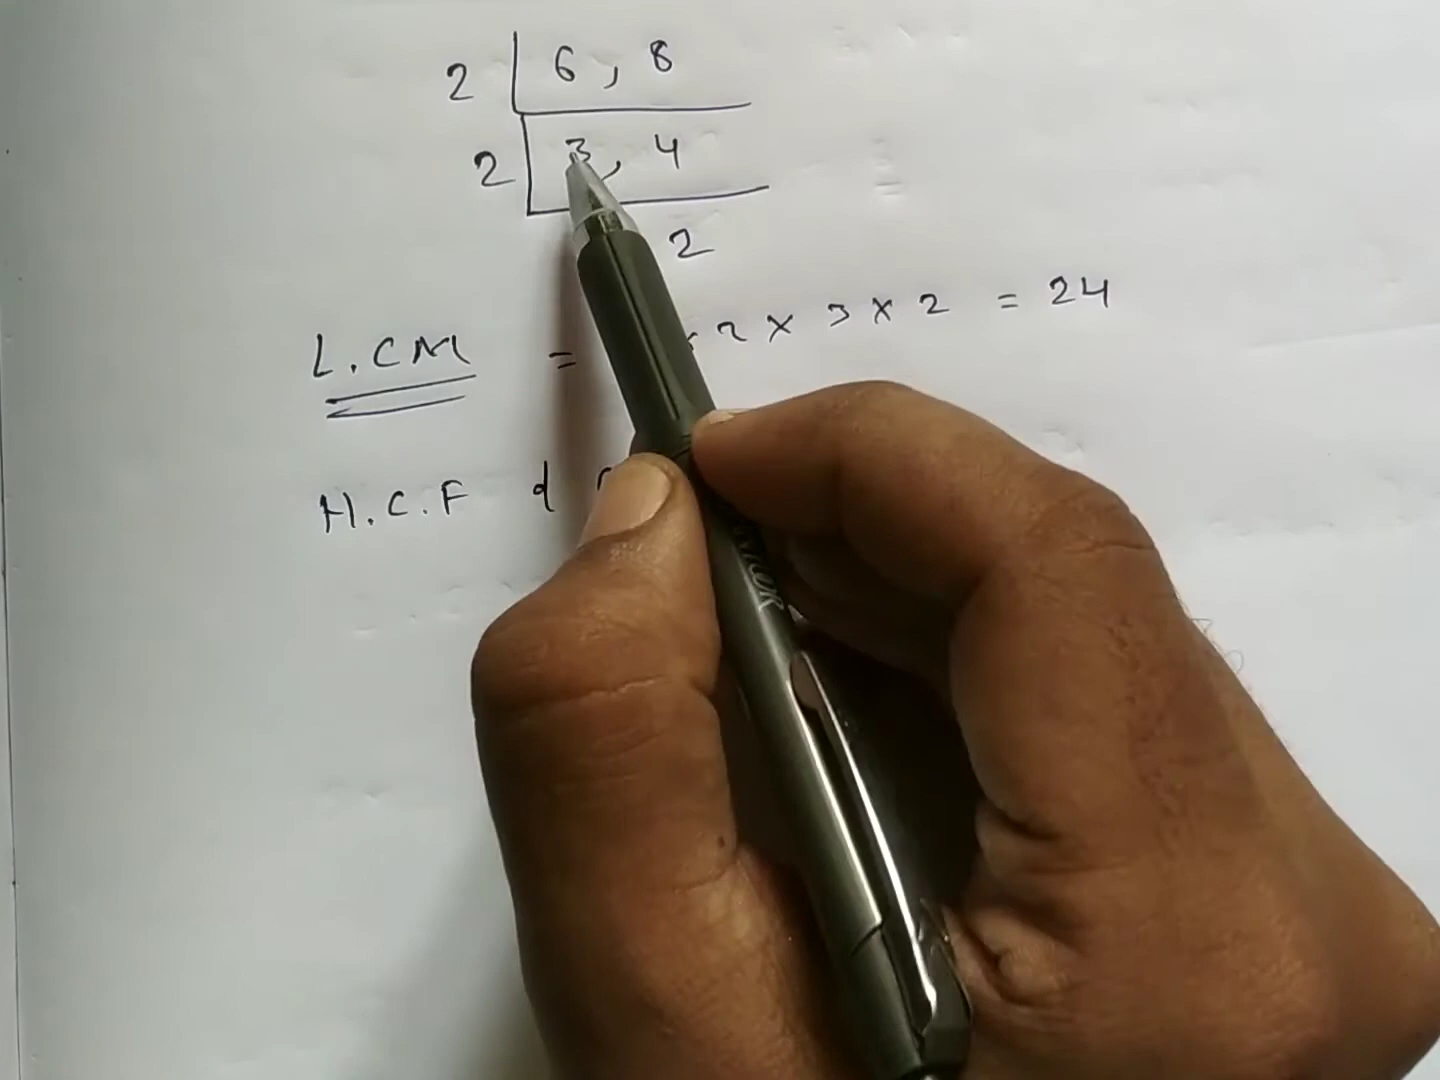 2 6, 8
2 3, 4
2
L.CM = × 2 × 3 × 2 = 24
H.C.F d